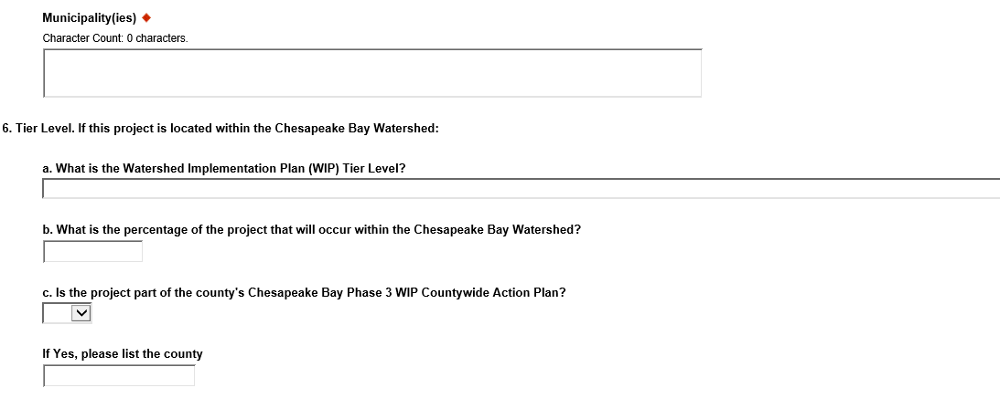 Municipality(ies)
Character Count: 0 characters.
6. Tier Level. If this project is located within the Chesapeake Bay Watershed:
a. What is the Watershed Implementation Plan (WIP) Tier Level?
b. What is the percentage of the project that will occur within the Chesapeake Bay Watershed?
c. Is the project part of the county's Chesapeake Bay Phase 3 WIP Countywide Action Plan?
If Yes, please list the county